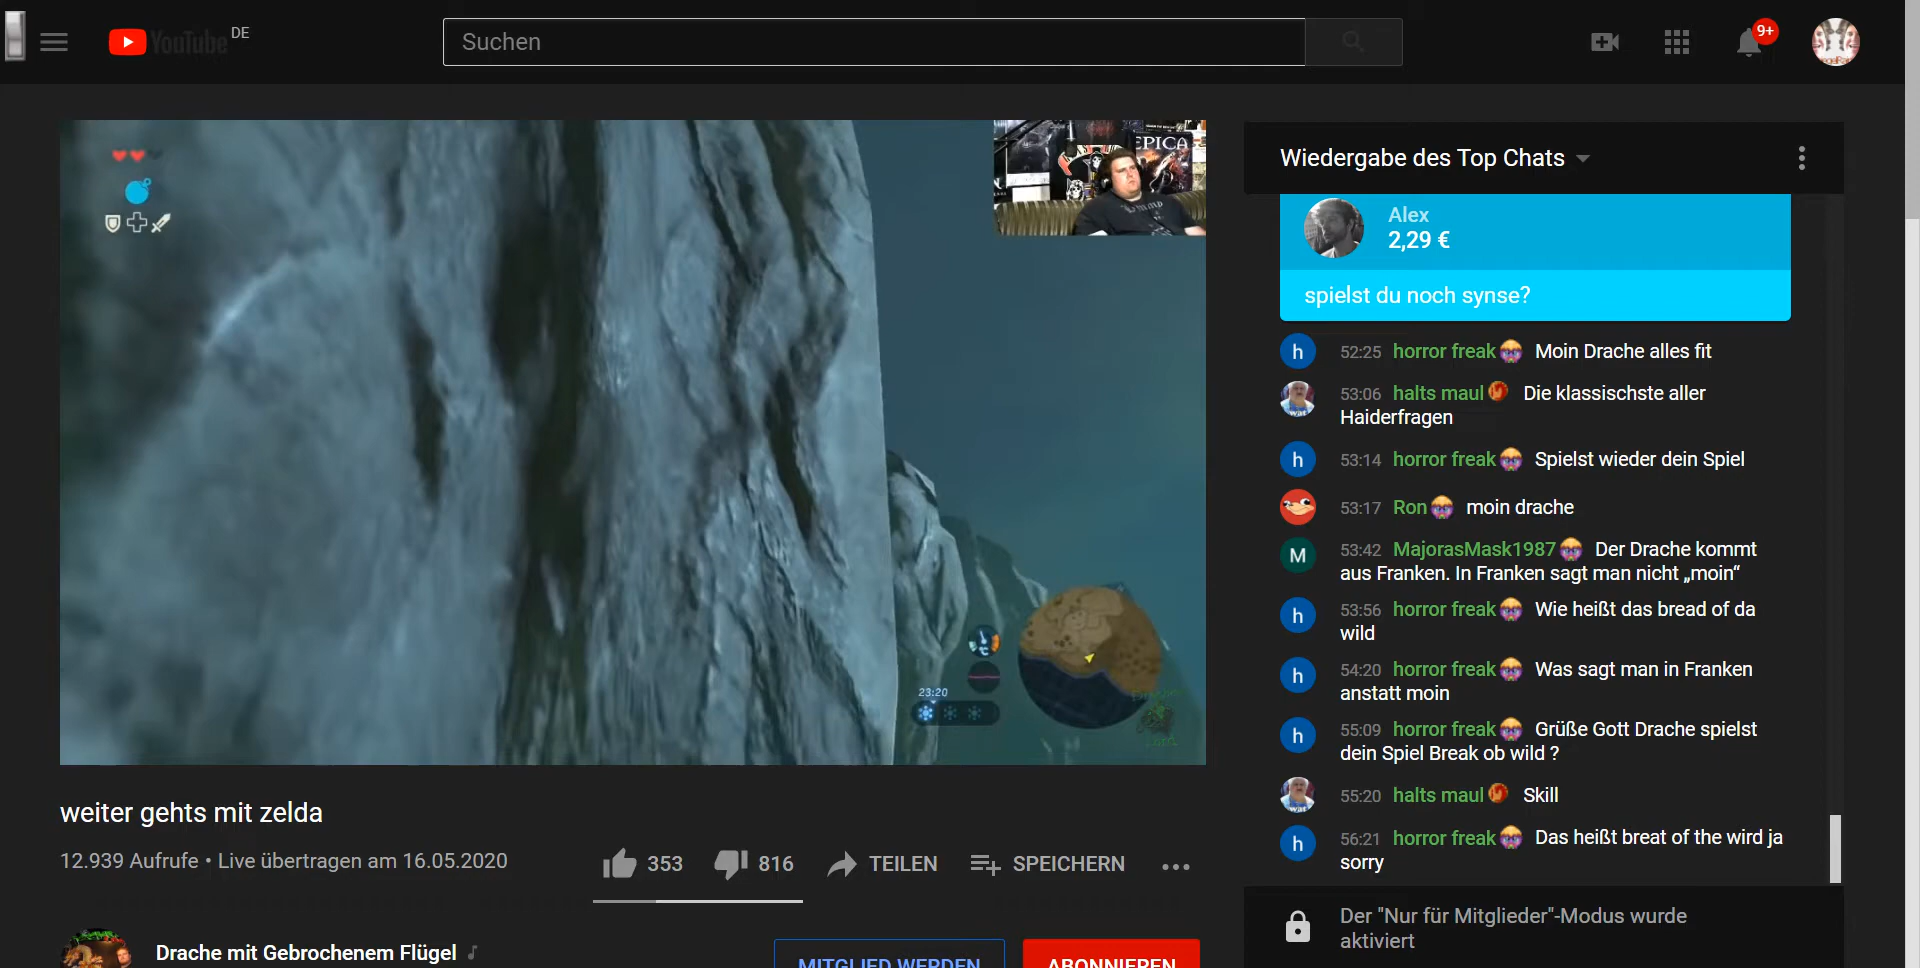 YouTube DE
Suchen
9+
EPICA
23:20
weiter gehts mit zelda
12.939 Aufrufe • Live übertragen am 16.05.2020
353
816
TEILEN
SPEICHERN
Drache mit Gebrochenem Flügel
MITGLIED WERDEN
ABONNIEREN
Wiedergabe des Top Chats
Alex
2,29 €
spielst du noch synse?
h 52:25 horror freak Moin Drache alles fit
53:06 halts maul Die klassischste aller
Haiderfragen
h 53:14 horror freak Spielst wieder dein Spiel
53:17 Ron moin drache
M 53:42 MajorasMask1987 Der Drache kommt
aus Franken. In Franken sagt man nicht „moin“
h 53:56 horror freak Wie heißt das bread of da
wild
h 54:20 horror freak Was sagt man in Franken
anstatt moin
h 55:09 horror freak Grüße Gott Drache spielst
dein Spiel Break ob wild ?
55:20 halts maul Skill
h 56:21 horror freak Das heißt breat of the wird ja
sorry
Der "Nur für Mitglieder"-Modus wurde
aktiviert